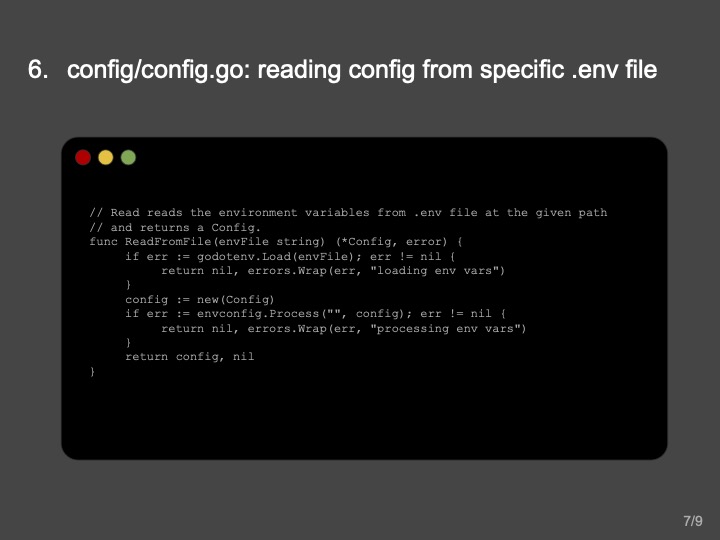 6. config/config.go: reading config from specific .env file
// Read reads the environment variables from .env file at the given path
// and returns a Config.
func ReadFromFile(envFile string) (*Config, error) {
     if err := godotenv.Load(envFile); err != nil {
          return nil, errors.Wrap(err, "loading env vars")
     }
     config := new(Config)
     if err := envconfig.Process("", config); err != nil {
          return nil, errors.Wrap(err, "processing env vars")
     }
     return config, nil
}
7/9